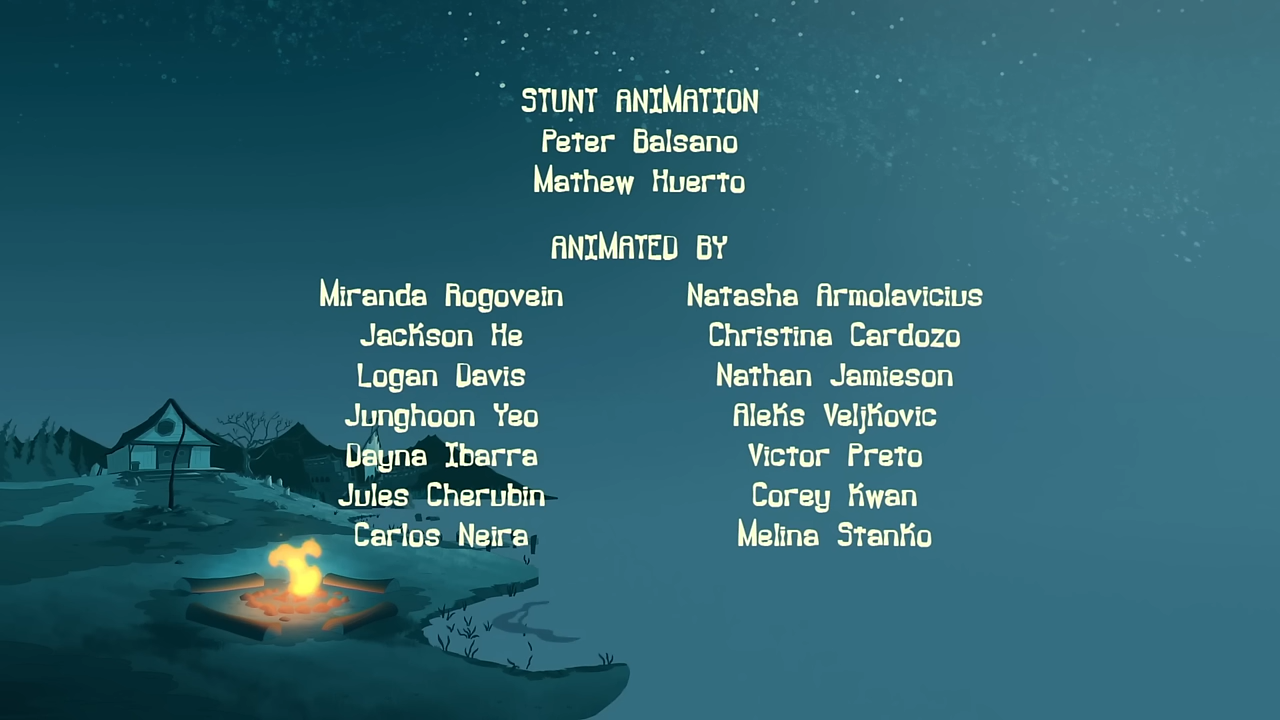 STUNT ANIMATION
Peter Balsano
Mathew Huerto
ANIMATED BY
Miranda Rogovein
Jackson He
Logan Davis
Junghoon Yeo
Dayna Ibarra
Jules Cherubin
Carlos Neira
Natasha Armolavicius
Christina Cardozo
Nathan Jamieson
Aleks Veljkovic
Victor Preto
Corey Kwan
Melina Stanko